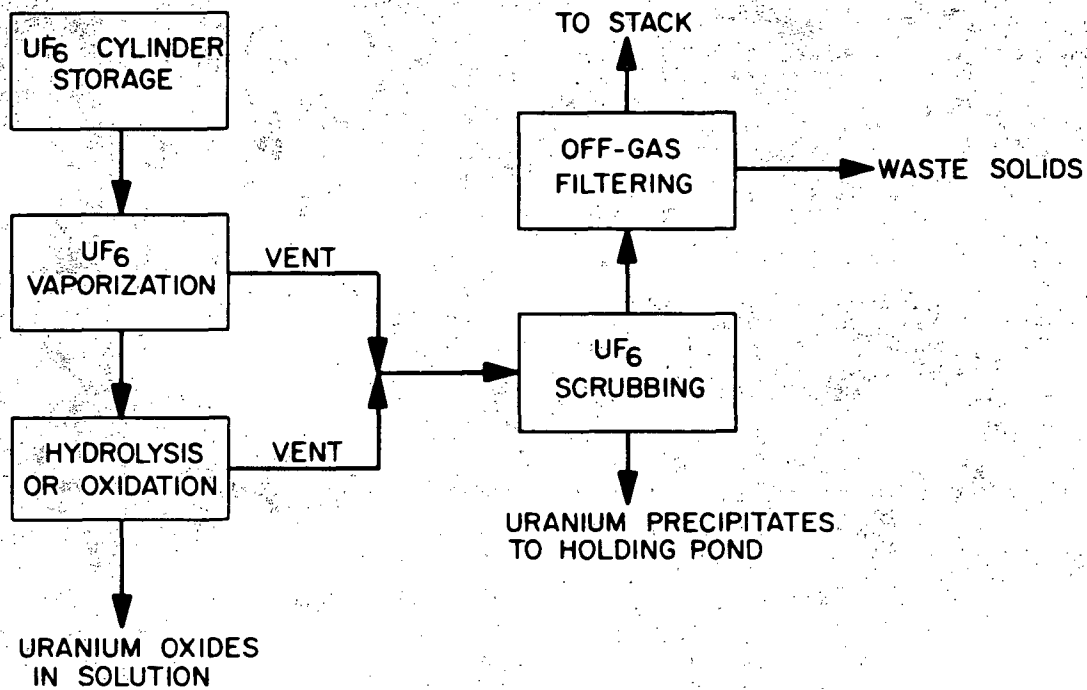 UF6 CYLINDER
STORAGE
UF6
VAPORIZATION
VENT
HYDROLYSIS
OR OXIDATION
VENT
URANIUM OXIDES
IN SOLUTION
TO STACK
OFF-GAS
FILTERING
WASTE SOLIDS
UF6
SCRUBBING
URANIUM PRECIPITATES
TO HOLDING POND